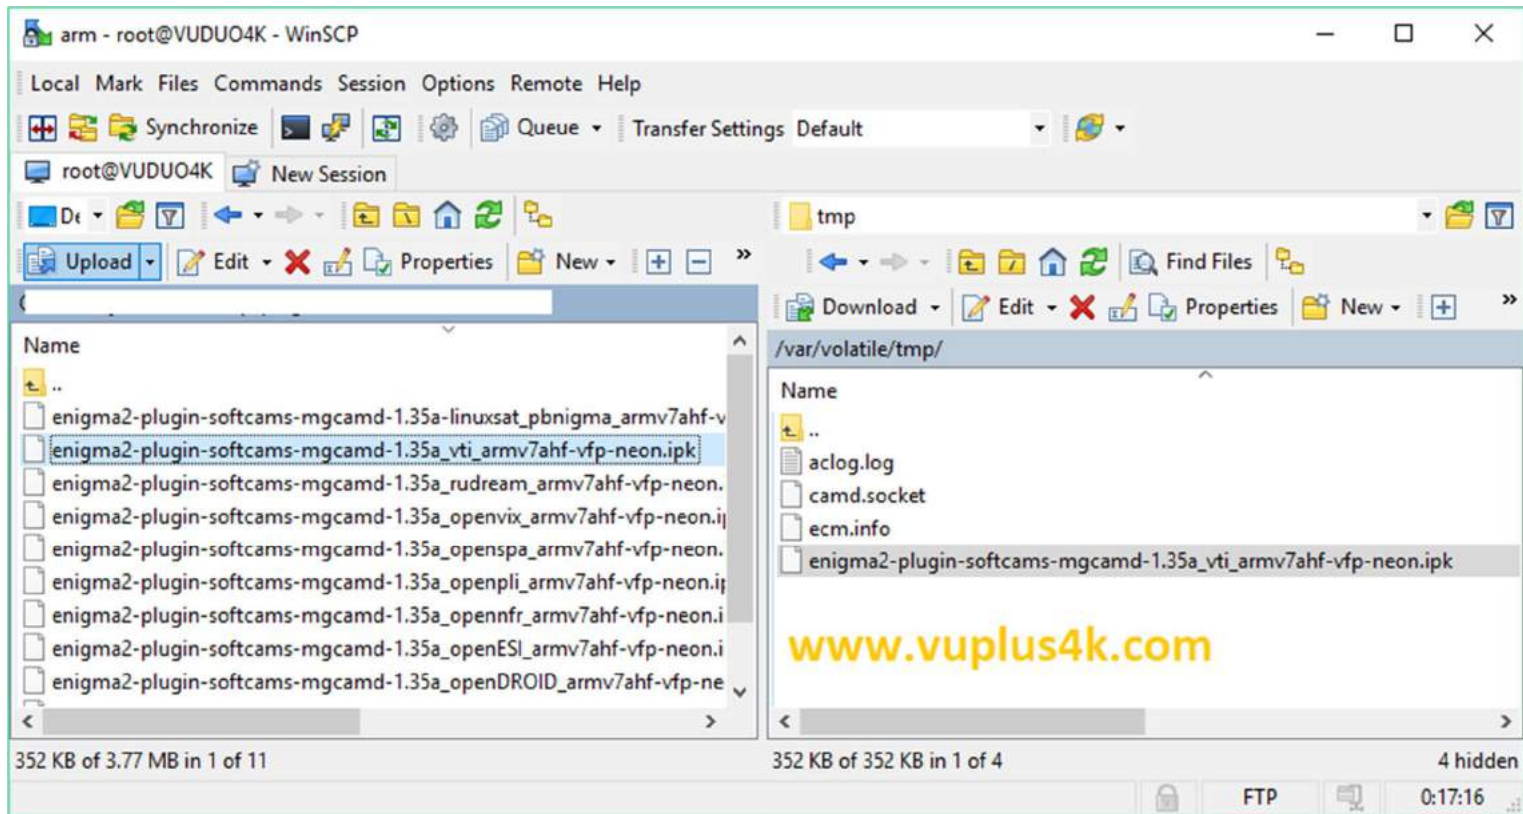 arm - root@VUDUO4K - WinSCP
Local Mark Files Commands Session Options Remote Help
Synchronize Queue Transfer Settings Default
root@VUDUO4K New Session
De
tmp
Upload Edit Properties New
Find Files
Download Edit Properties New
Name
..
enigma2-plugin-softcams-mgcamd-1.35a-linuxsat_pbnigma_armv7ahf-v
enigma2-plugin-softcams-mgcamd-1.35a_vti_armv7ahf-vfp-neon.ipk
enigma2-plugin-softcams-mgcamd-1.35a_rudream_armv7ahf-vfp-neon.
enigma2-plugin-softcams-mgcamd-1.35a_openvix_armv7ahf-vfp-neon.i
enigma2-plugin-softcams-mgcamd-1.35a_openspa_armv7ahf-vfp-neon.
enigma2-plugin-softcams-mgcamd-1.35a_openpli_armv7ahf-vfp-neon.i
enigma2-plugin-softcams-mgcamd-1.35a_opennfr_armv7ahf-vfp-neon.i
enigma2-plugin-softcams-mgcamd-1.35a_openESI_armv7ahf-vfp-neon.i
enigma2-plugin-softcams-mgcamd-1.35a_openDROID_armv7ahf-vfp-ne
352 KB of 3.77 MB in 1 of 11
/var/volatile/tmp/
Name
..
aclog.log
camd.socket
ecm.info
enigma2-plugin-softcams-mgcamd-1.35a_vti_armv7ahf-vfp-neon.ipk
www.vuplus4k.com
352 KB of 352 KB in 1 of 4
4 hidden
FTP
0:17:16